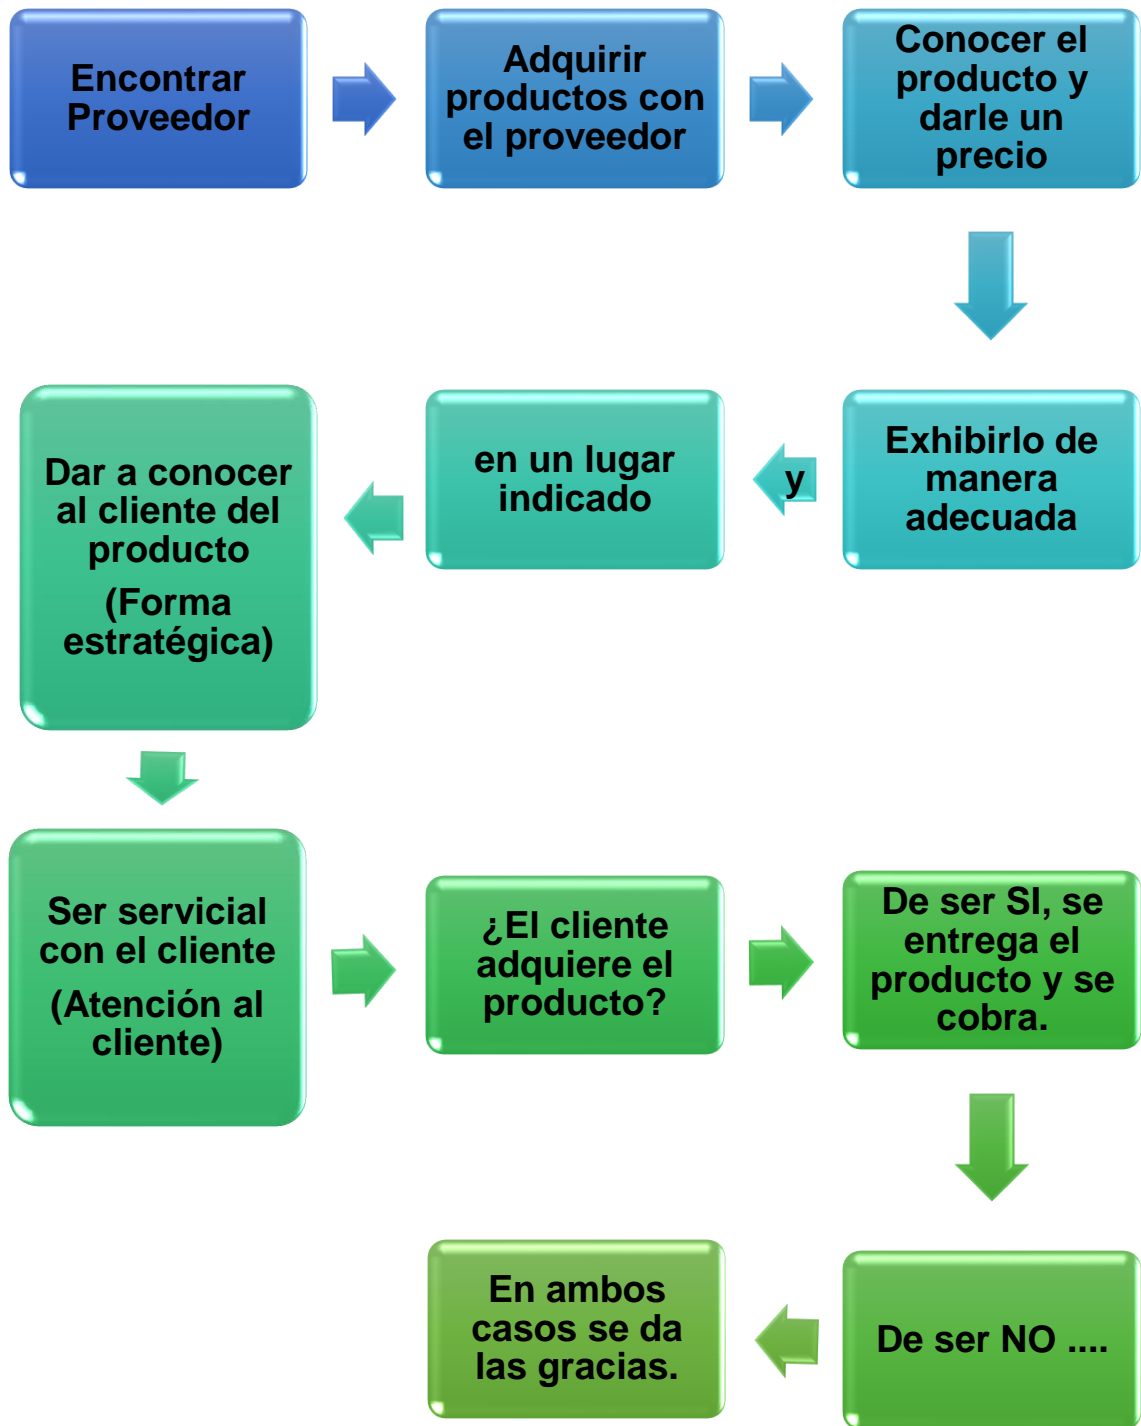 Encontrar
Proveedor
Adquirir
productos con
el proveedor
Conocer el
producto y
darle un
precio
Exhibirlo de
manera
adecuada
y
en un lugar
indicado
Dar a conocer
al cliente del
producto
(Forma
estratégica)
Ser servicial
con el cliente
(Atención al
cliente)
¿El cliente
adquiere el
producto?
De ser SI, se
entrega el
producto y se
cobra.
De ser NO ....
En ambos
casos se da
las gracias.